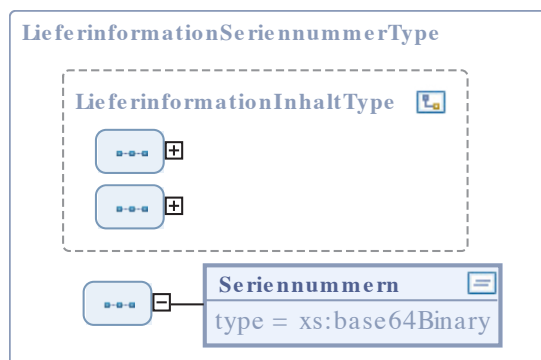 LieferinformationSeriennummerType
LieferinformationInhaltType
Seriennummern
type = xs:base64Binary